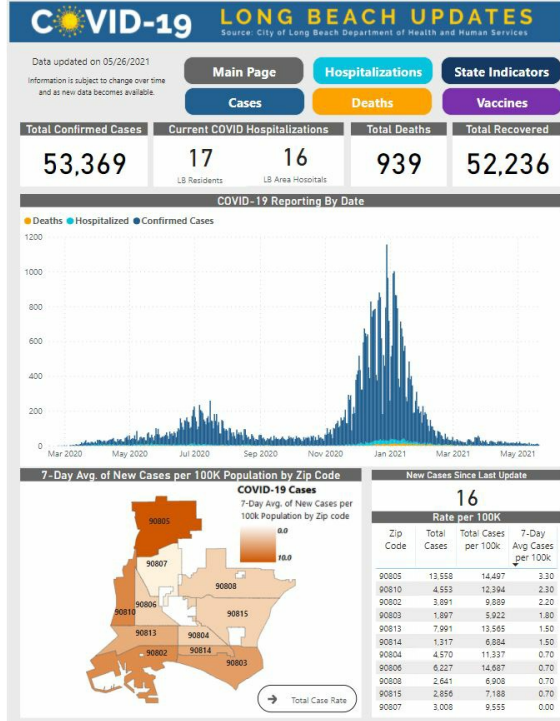 COVID-19 LONG BEACH UPDATES
Source: City of Long Beach Department of Health and Human Services
Data updated on 05/26/2021
Information is subject to change over time
and as new data becomes available.
Main Page Hospitalizations State Indicators
Cases Deaths Vaccines
Total Confirmed Cases Current COVID Hospitalizations Total Deaths Total Recovered
53,369 17 16 939 52,236
LB Residents LB Area Hospitals
COVID-19 Reporting By Date
Deaths Hospitalized Confirmed Cases
1200
1000
800
600
400
200
0
Mar 2020 May 2020 Jul 2020 Sep 2020 Nov 2020 Jan 2021 Mar 2021 May 2021
7-Day Avg. of New Cases per 100K Population by Zip Code
COVID-19 Cases
7-Day Avg. of New Cases per
100k Population by Zip code
0.0
10.0
90805
90807
90808
90810
90806
90815
90813
90804
90802
90814
90803
Total Case Rate
New Cases Since Last Update
16
Rate per 100K
Zip Total Total Cases 7-Day
Code Cases per 100k Avg Cases
per 100k
90805 13,558 14,497 3.30
90810 4,553 12,394 2.30
90802 3,891 9,889 2.20
90803 1,897 5,922 1.80
90813 7,991 13,565 1.50
90814 1,317 6,884 1.50
90804 4,570 11,337 0.70
90806 6,227 14,687 0.70
90808 2,641 6,908 0.70
90815 2,856 7,188 0.70
90807 3,008 9,555 0.00